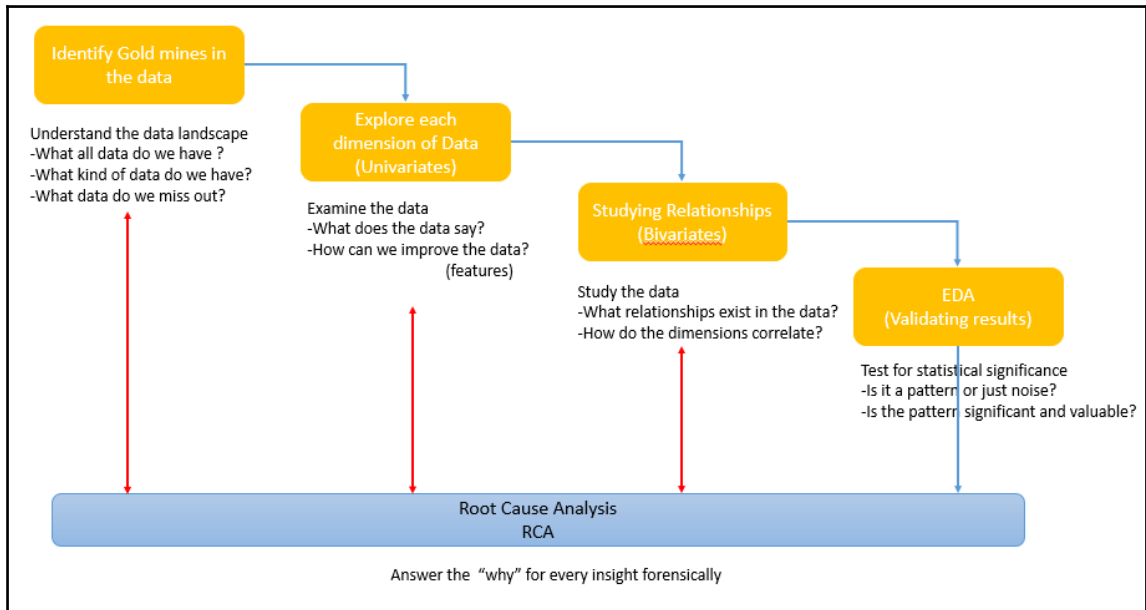 Identify Gold mines in
the data
Understand the data landscape
-What all data do we have ?
-What kind of data do we have?
-What data do we miss out?
Explore each
dimension of Data
(Univariates)
Examine the data
-What does the data say?
-How can we improve the data?
(features)
Studying Relationships
(Bivariates)
Study the data
-What relationships exist in the data?
-How do the dimensions correlate?
EDA
(Validating results)
Test for statistical significance
-Is it a pattern or just noise?
-Is the pattern significant and valuable?
Root Cause Analysis
RCA
Answer the “why” for every insight forensically